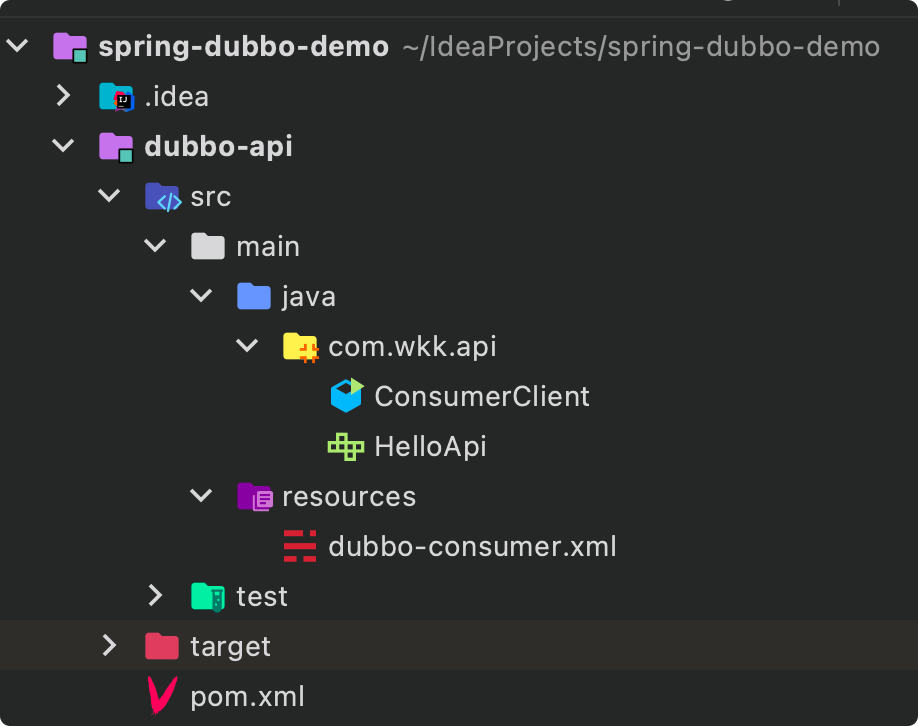 spring-dubbo-demo ~/IdeaProjects/spring-dubbo-demo
.idea
dubbo-api
src
main
java
com.wkk.api
ConsumerClient
HelloApi
resources
dubbo-consumer.xml
test
target
pom.xml